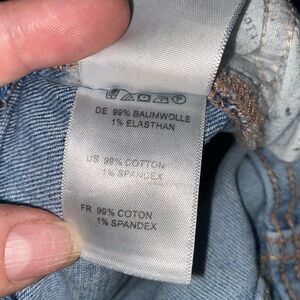 DE 99% BAUMWOLLE
1% ELASTHAN
US 99% COTTON
1% SPANDEX
FR 99% COTON
1% SPANDEX